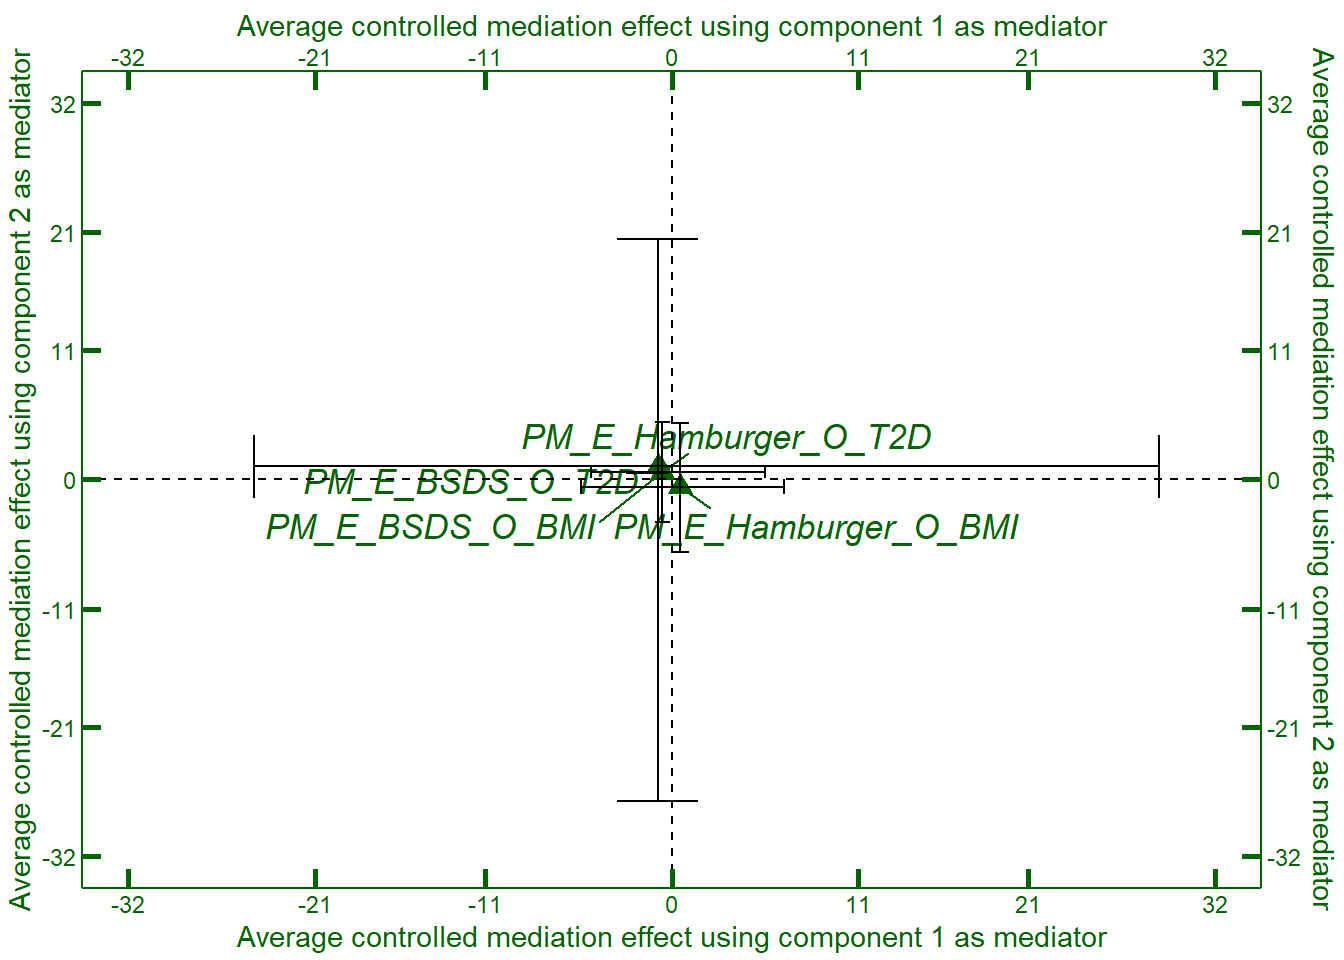 Average controlled mediation effect using component 1 as mediator
-32 -21 -11 0 11 21 32
Average controlled mediation effect using component 2 as mediator
32 21 11 0 -11 -21 -32
PM_E_Hamburger_O_T2D
PM_E_BSDS_O_T2D
PM_E_BSDS_O_BMI PM_E_Hamburger_O_BMI
32 21 11 0 -11 -21 -32
Average controlled mediation effect using component 2 as mediator
-32 -21 -11 0 11 21 32
Average controlled mediation effect using component 1 as mediator